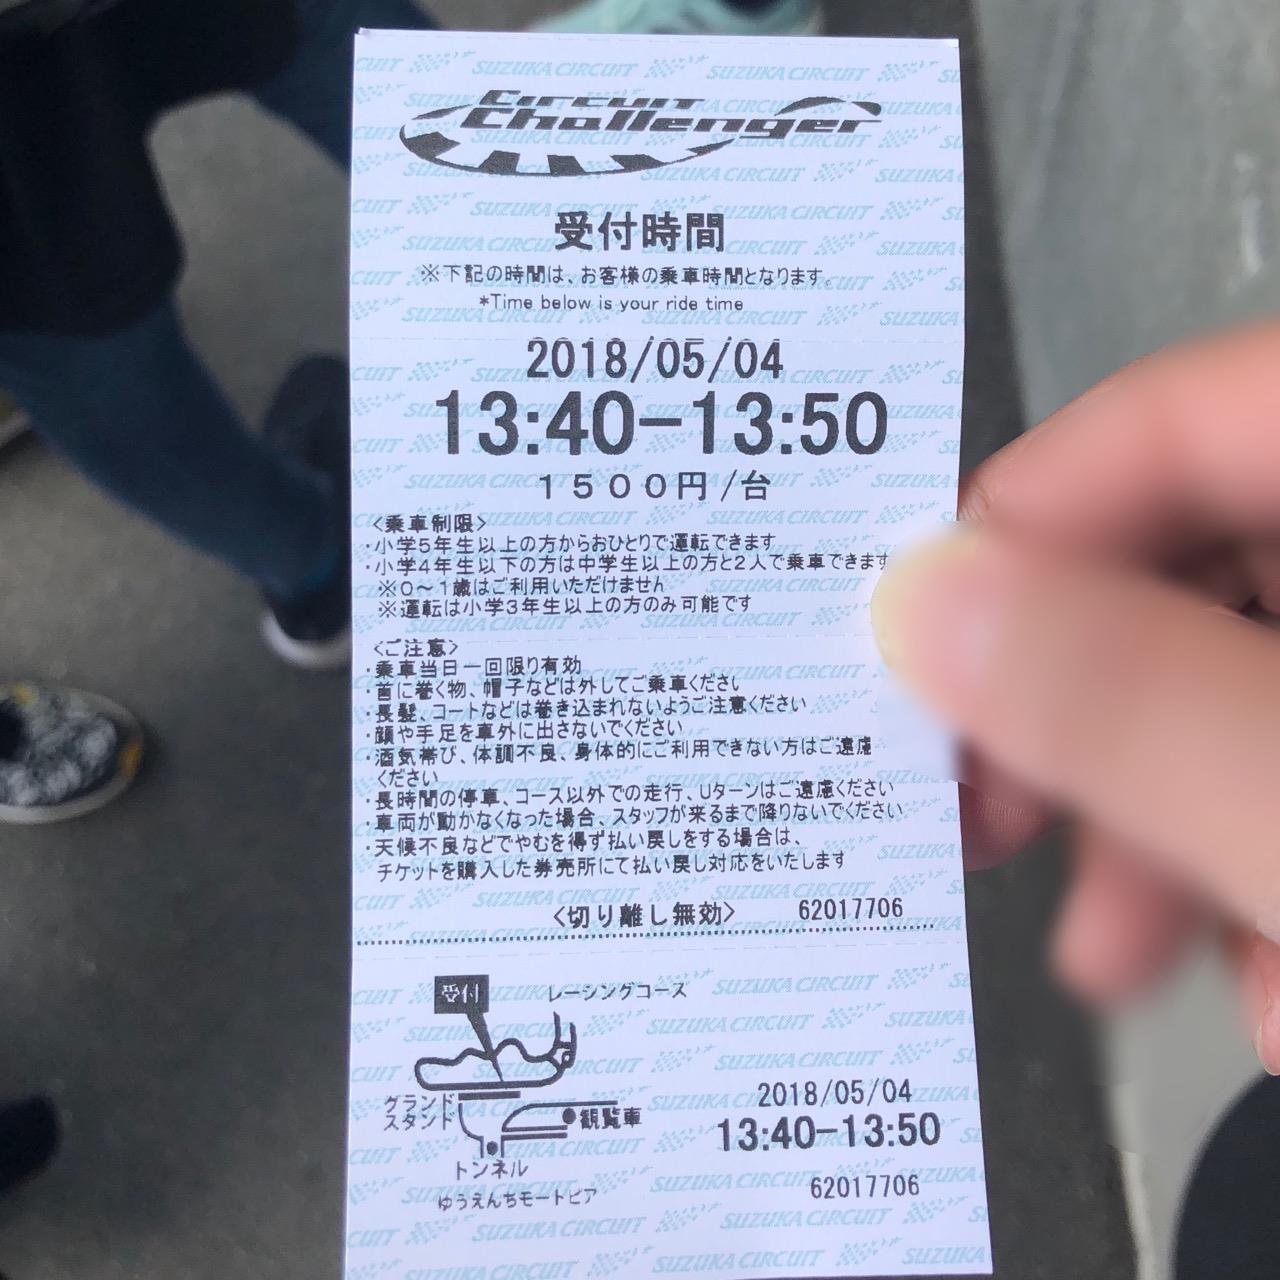 Circuit
Challenger
受付時間
※下記の時間は、お客様の乗車時間となります。
*Time below is your ride time
2018/05/04
13:40-13:50
1500円/台
<乗車制限>
・小学5年生以上の方からおひとりで運転できます
・小学4年生以下の方は中学生以上の方と2人で乗車できます
※0～1歳はご利用いただけません
※運転は小学3年生以上の方のみ可能です
<ご注意>
・乗車当日一回限り有効
・首に巻く物、帽子などは外してご乗車ください
・長髪、コートなどは巻き込まれないようご注意ください
・顔や手足を車外に出さないでください
・酒気帯び、体調不良、身体的にご利用できない方はご遠慮
ください
・長時間の停車、コース以外での走行、Uターンはご遠慮ください
・車両が動かなくなった場合、スタッフが来るまで降りないでください
・天候不良などでやむを得ず払い戻しをする場合は、
チケットを購入した券売所にて払い戻し対応をいたします
<切り離し無効> 62017706
受付 レーシングコース
グランド
スタンド
観覧車
トンネル
ゆうえんちモートピア
2018/05/04
13:40-13:50
62017706
SUZUKA CIRCUIT